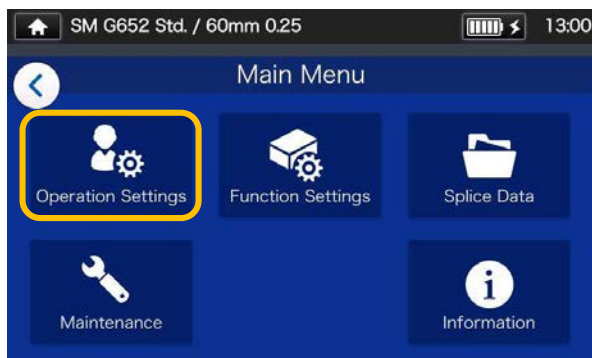 SM G652 Std. / 60mm 0.25 13:00
Main Menu
Operation Settings Function Settings Splice Data
Maintenance Information